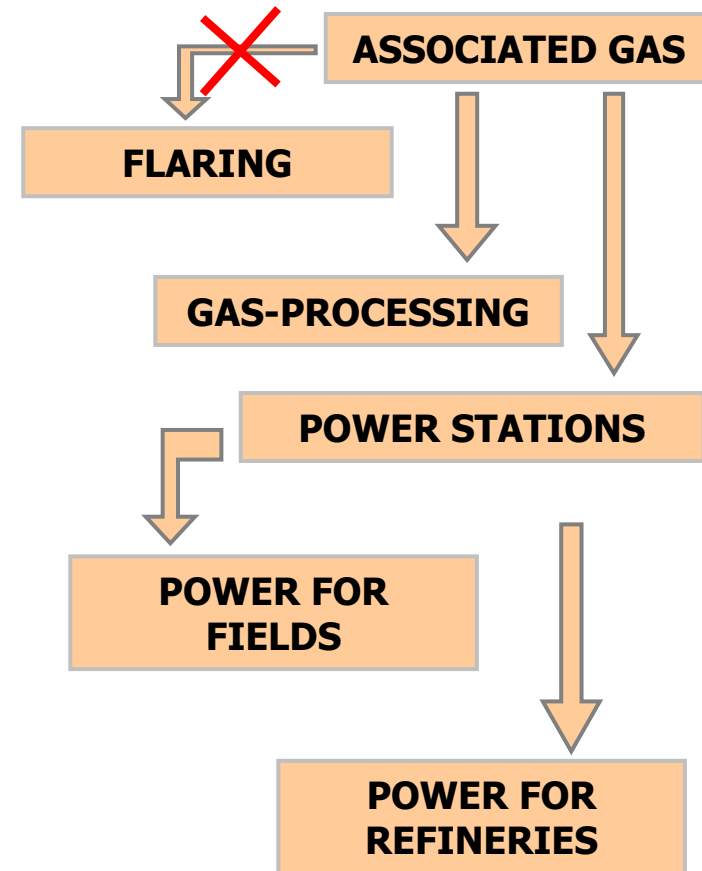 ASSOCIATED GAS
FLARING
GAS-PROCESSING
POWER STATIONS
POWER FOR
FIELDS
POWER FOR
REFINERIES